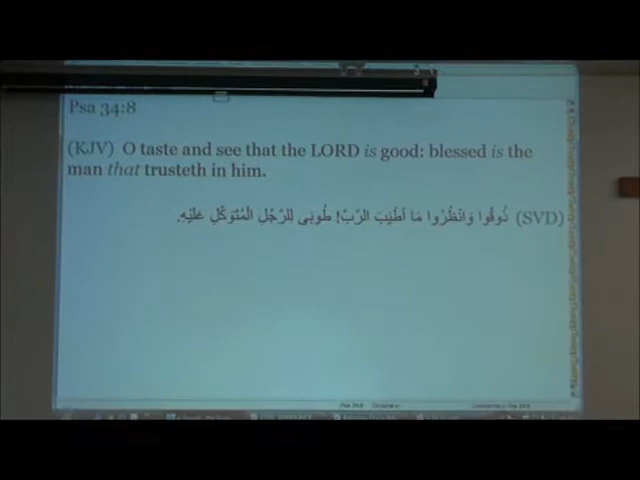 Psa 34:8
(KJV) O taste and see that the LORD is good: blessed is the
man that trusteth in him.
(SVD) ذُوقُوا وَانْظُرُوا مَا أَطْيَبَ الرَّبَّ! طُوبَى لِلرَّجُلِ الْمُتَوَكِّلِ عَلَيْهِ.